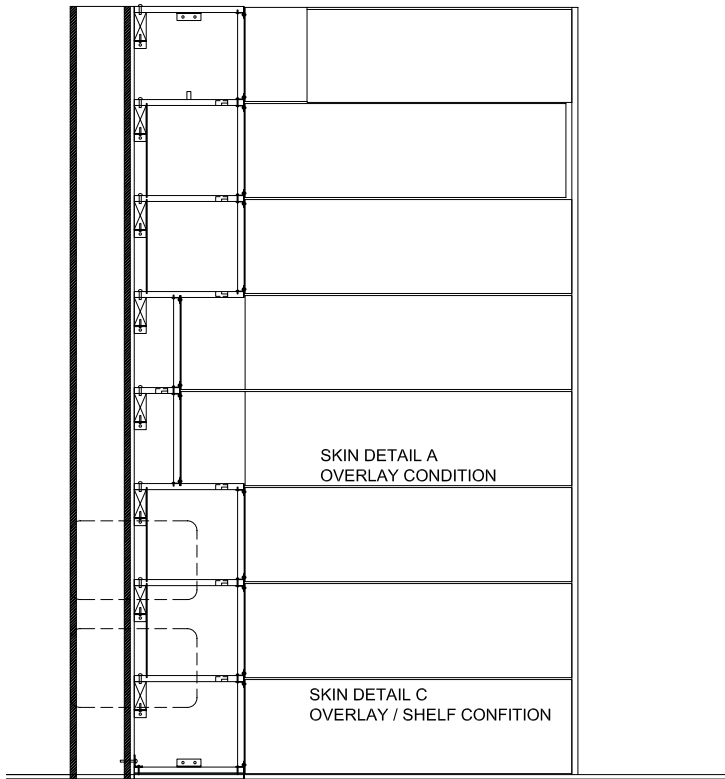 SKIN DETAIL A
OVERLAY CONDITION
SKIN DETAIL C
OVERLAY / SHELF CONFITION